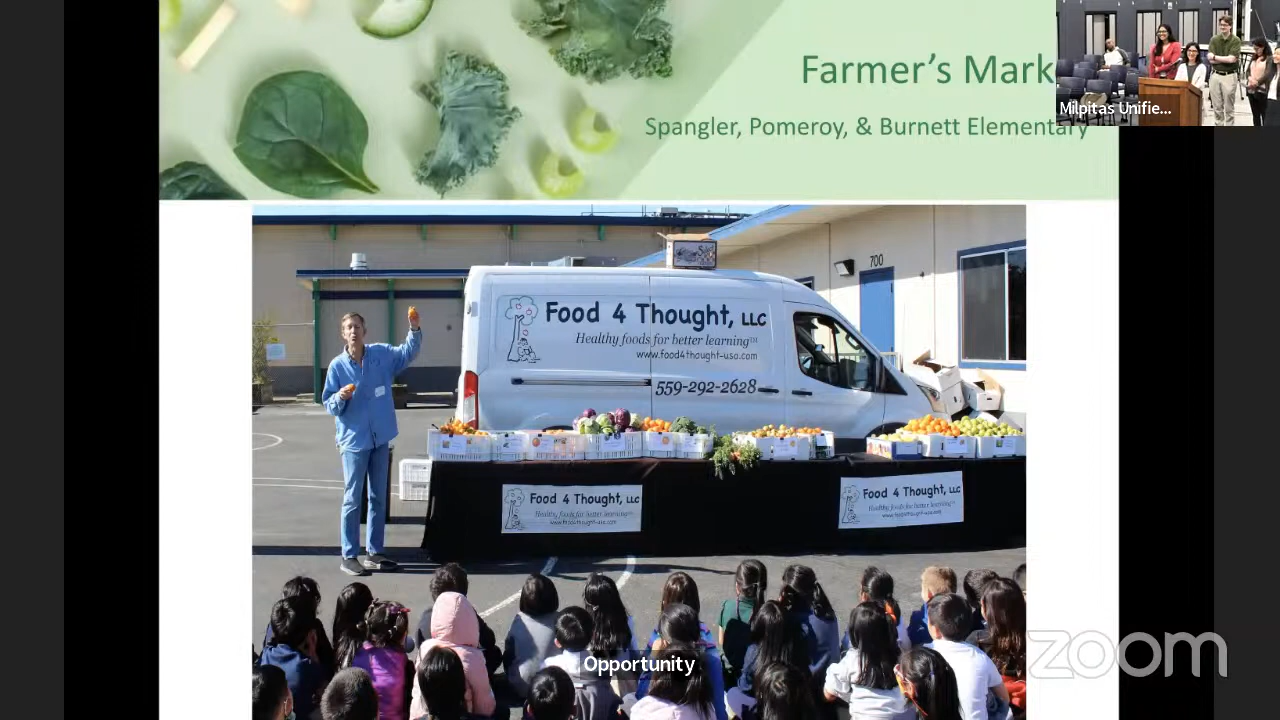 Farmer's Mark
Spangler, Pomeroy, & Burnett Elementary
Milpitas Unifie...
700
Food 4 Thought, LLC
Healthy foods for better learning™
www.food4thought-usa.com
559-292-2628
Food 4 Thought, LLC
Healthy foods for better learning
Food 4 Thought, LLC
Healthy foods for better learning
Opportunity
zoom